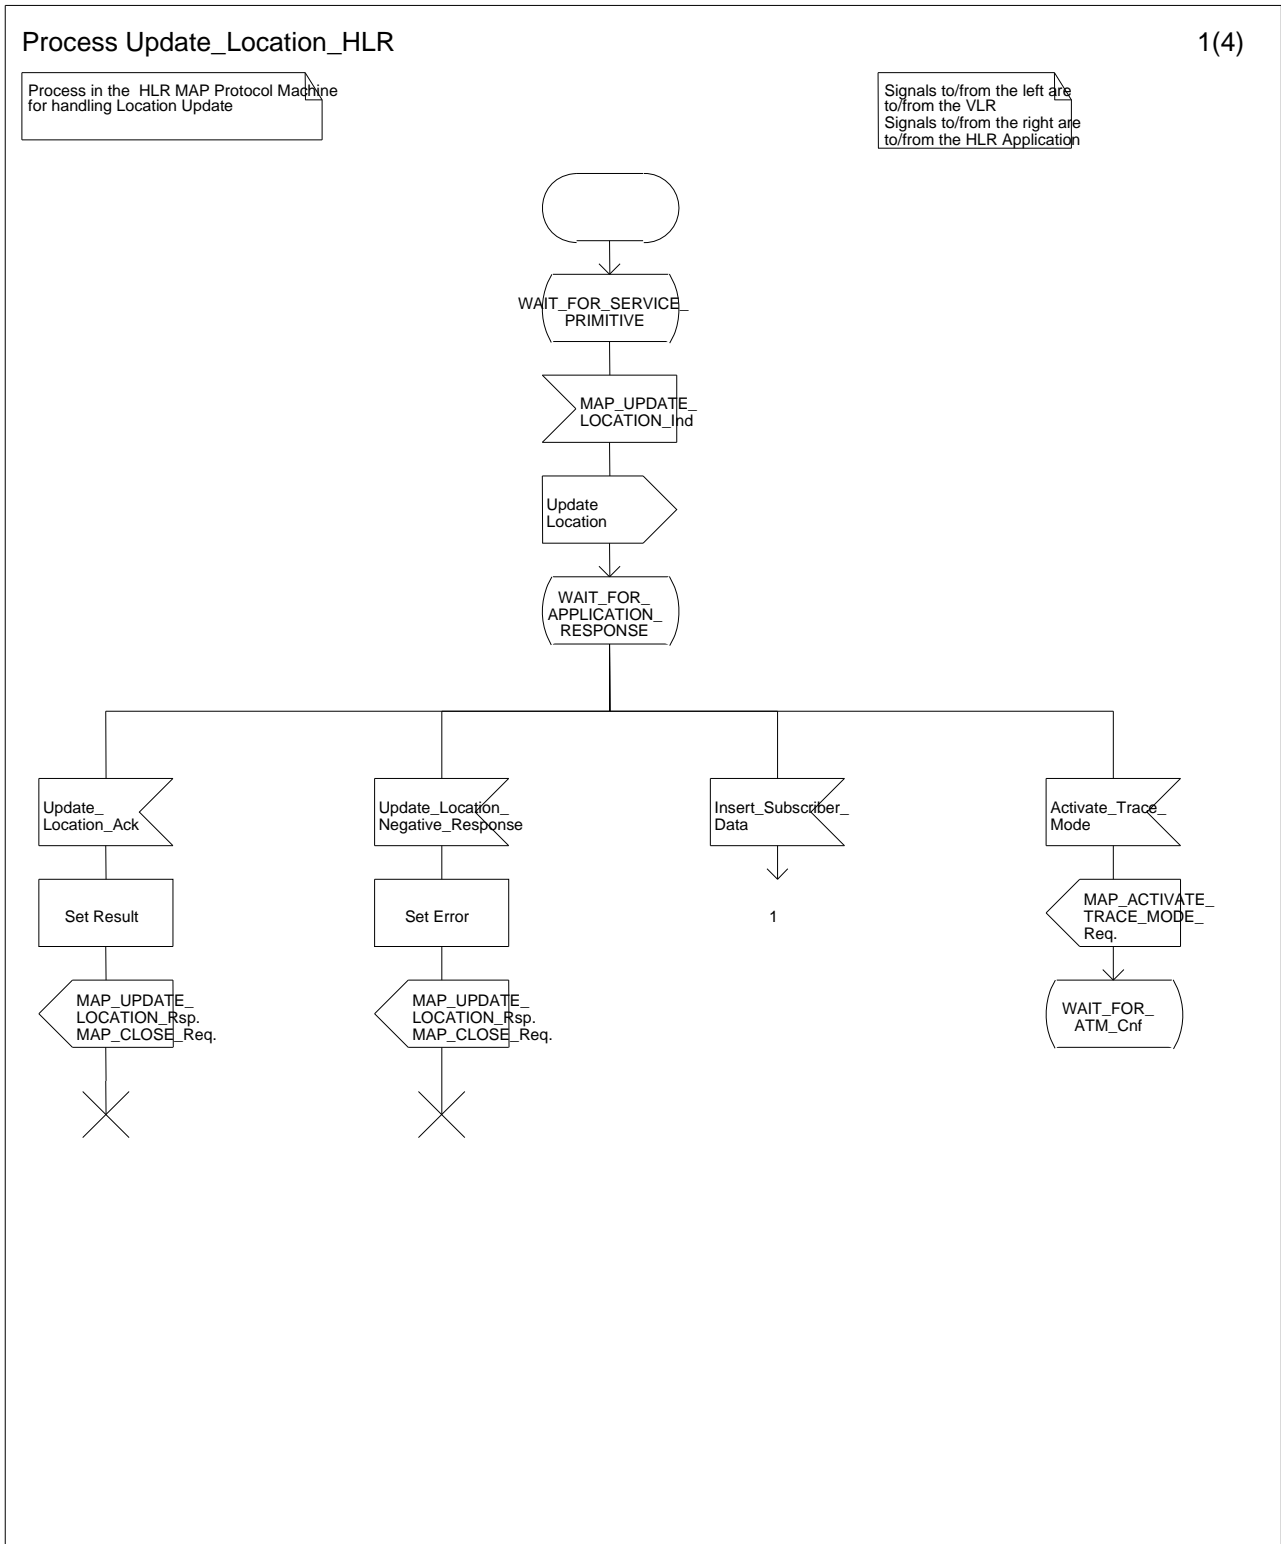 Process Update_Location_HLR
1(4)
Process in the HLR MAP Protocol Machine
for handling Location Update
Signals to/from the left are
to/from the VLR
Signals to/from the right are
to/from the HLR Application
WAIT_FOR_SERVICE_
PRIMITIVE
MAP_UPDATE_
LOCATION_Ind
Update
Location
WAIT_FOR_
APPLICATION_
RESPONSE
Update_
Location_Ack
Update_Location_
Negative_Response
Insert_Subscriber_
Data
Activate_Trace_
Mode
Set Result
Set Error
1
MAP_ACTIVATE_
TRACE_MODE_
Req.
MAP_UPDATE_
LOCATION_Rsp.
MAP_CLOSE_Req.
MAP_UPDATE_
LOCATION_Rsp.
MAP_CLOSE_Req.
WAIT_FOR_
ATM_Cnf